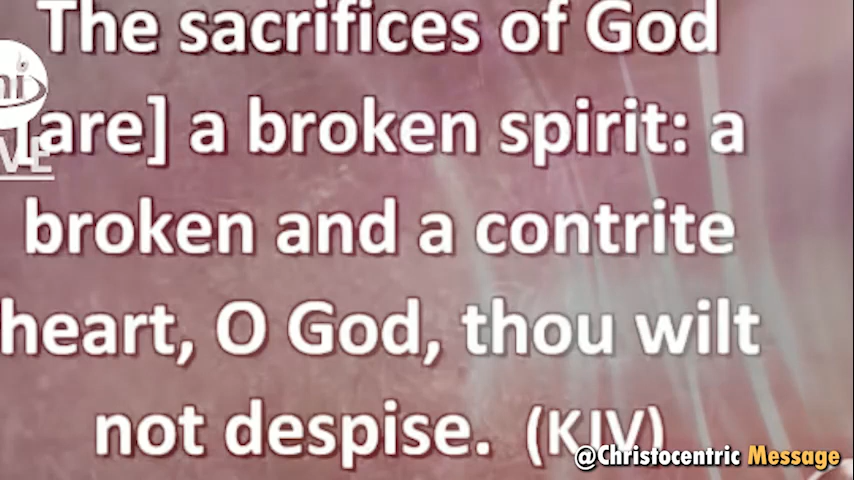 The sacrifices of God
[are] a broken spirit: a
broken and a contrite
heart, O God, thou wilt
not despise. (KJV)
@Christocentric Message